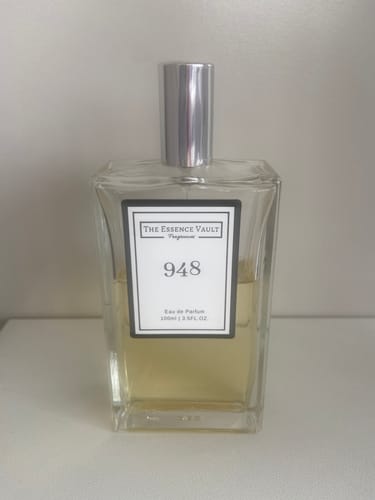 THE ESSENCE VAULT
Fragrances
948
Eau de Parfum
100ml | 3.5FL.OZ.